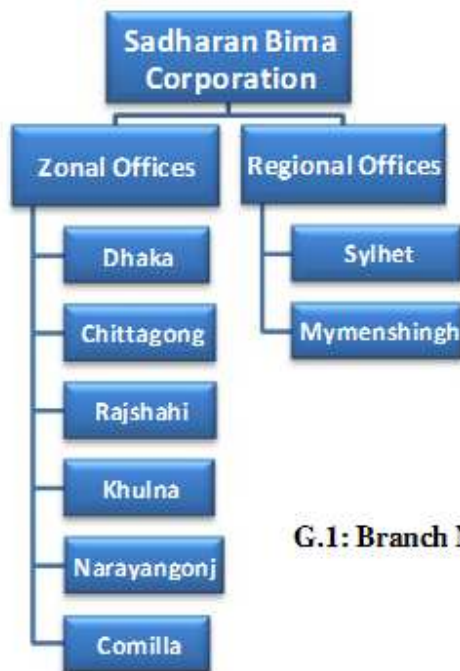 Sadharan Bima
Corporation
Zonal Offices
Dhaka
Chittagong
Rajshahi
Khulna
Narayangonj
Comilla
Regional Offices
Sylhet
Mymenshingh
G.1: Branch